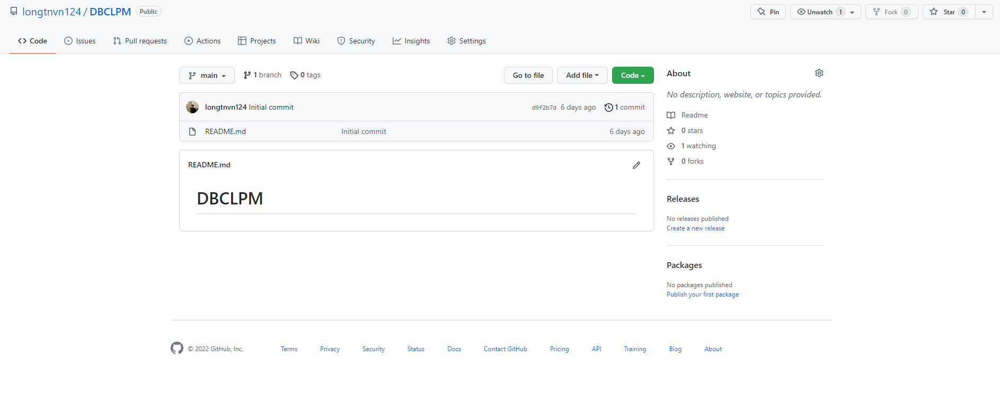 longtnvn124 / DBCLPM Public
Pin Unwatch 1 Fork 0 Star 0
Code Issues Pull requests Actions Projects Wiki Security Insights Settings
main 1 branch 0 tags Go to file Add file Code
longtnvn124 Initial commit d9f2b7d 6 days ago 1 commit
README.md Initial commit 6 days ago
README.md
DBCLPM
About
No description, website, or topics provided.
Readme
0 stars
1 watching
0 forks
Releases
No releases published
Create a new release
Packages
No packages published
Publish your first package
© 2022 GitHub, Inc. Terms Privacy Security Status Docs Contact GitHub Pricing API Training Blog About